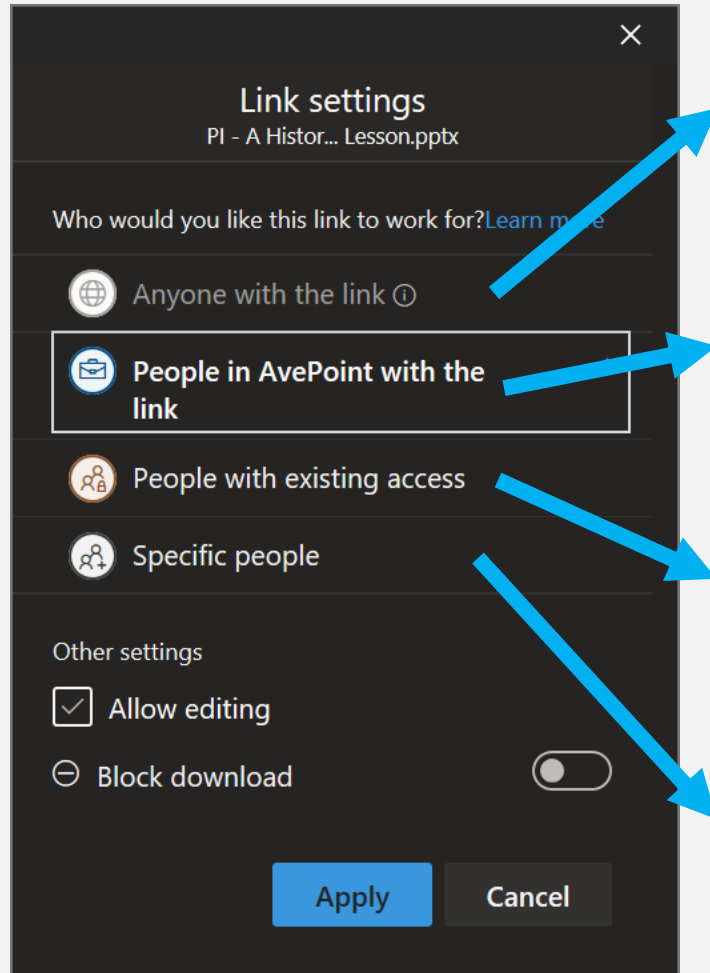 Link settings
PI - A Histor... Lesson.pptx
Who would you like this link to work for?Learn more
Anyone with the link
People in AvePoint with the
link
People with existing access
Specific people
Other settings
Allow editing
Block download
Apply Cancel